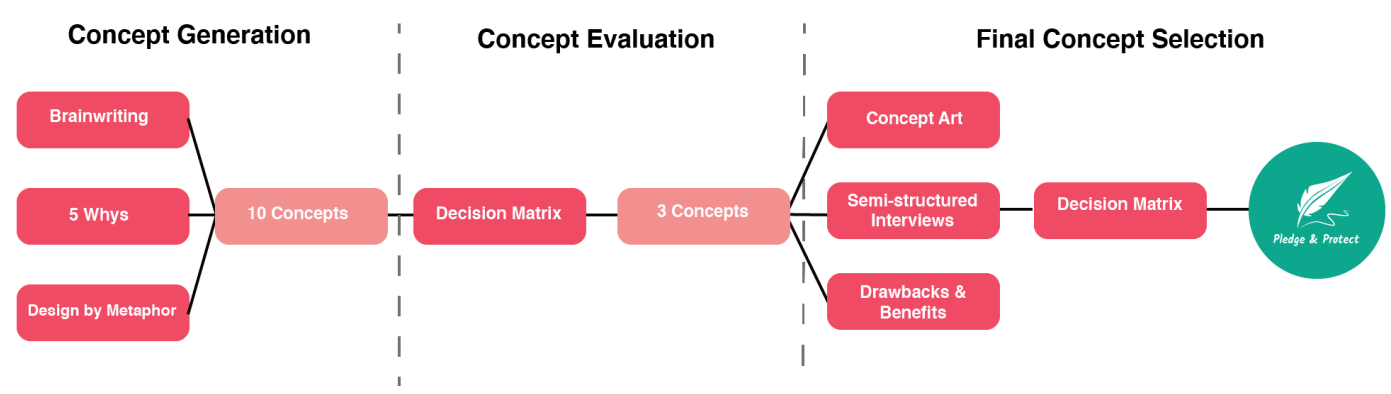 Concept Generation
Concept Evaluation
Final Concept Selection
Brainwriting
5 Whys
Design by Metaphor
10 Concepts
Decision Matrix
3 Concepts
Concept Art
Semi-structured
Interviews
Drawbacks &
Benefits
Decision Matrix
Pledge & Protect